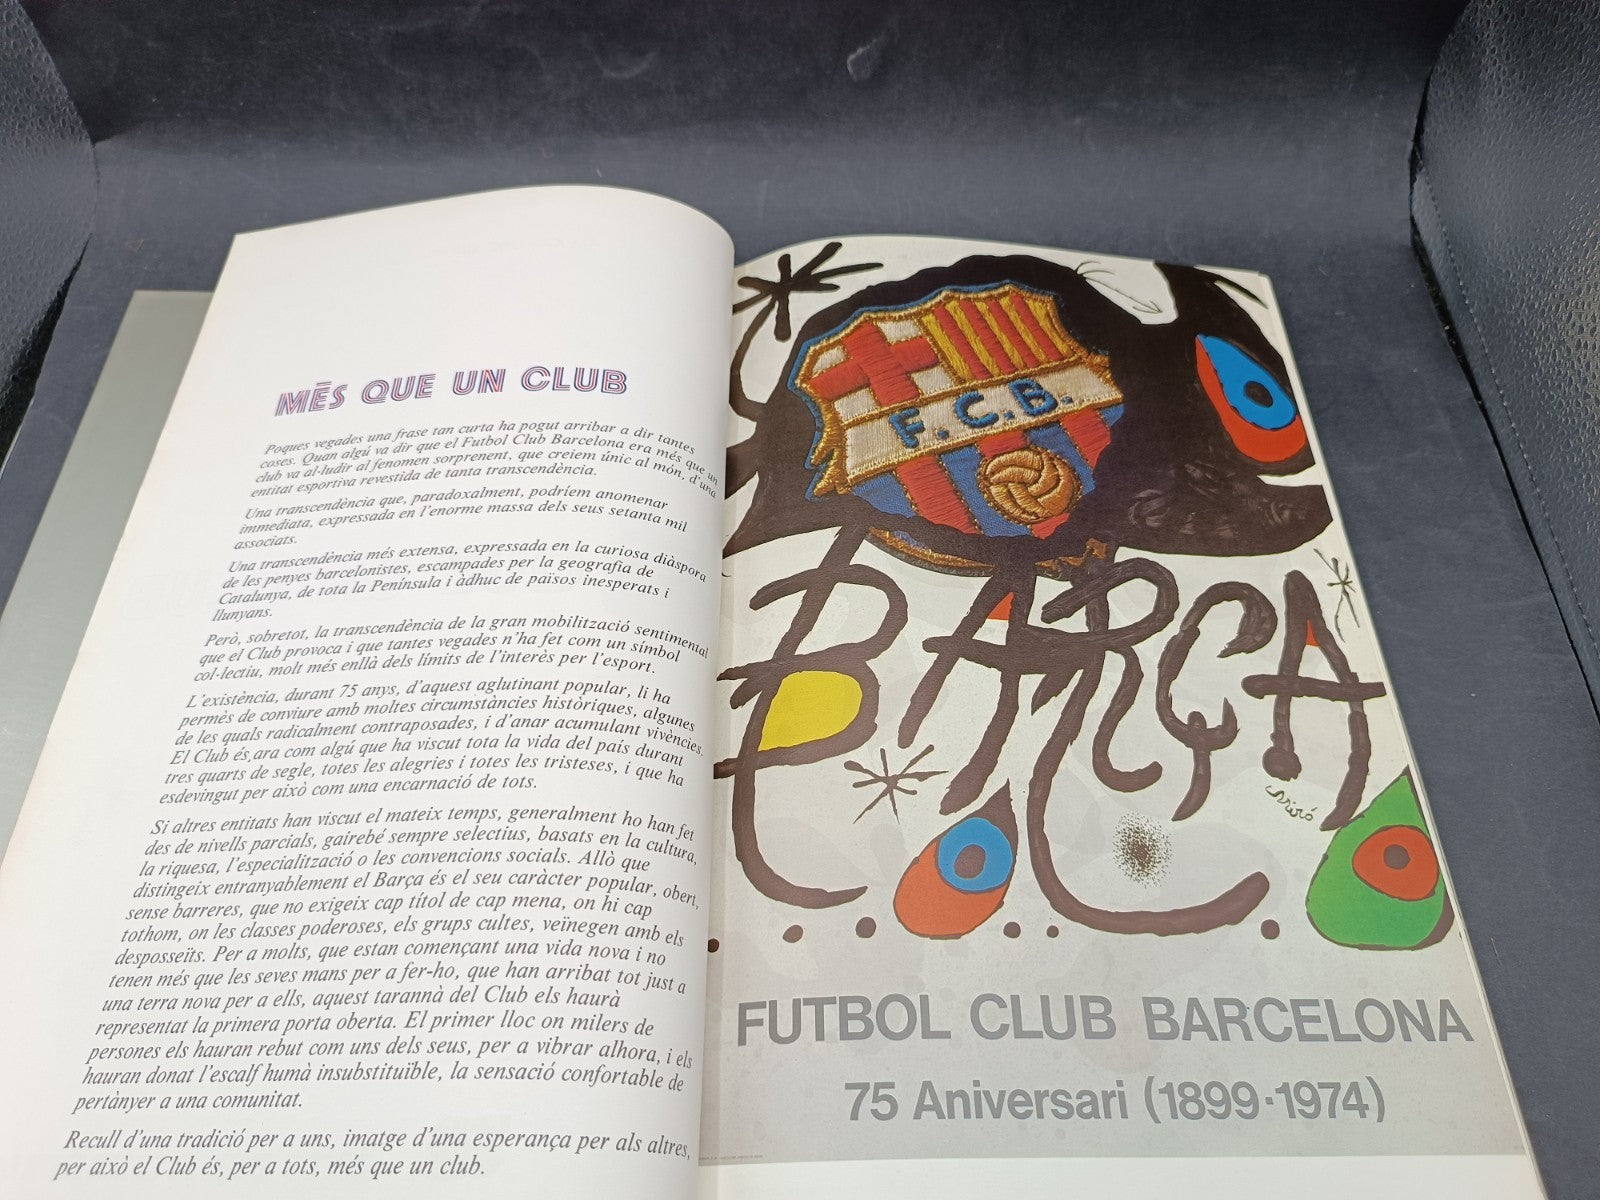 MÉS QUE UN CLUB
Poques vegades una frase tan curta ha pogut arribar a dir tantes
coses. Quan algú va dir que el Futbol Club Barcelona era més que un
club va al·ludir al fenomen sorprenent, que creiem únic al món, d'una
entitat esportiva revestida de tanta transcendència.
Una transcendència que, paradoxalment, podríem anomenar
immediata, expressada en l'enorme massa dels seus setanta mil
associats.
Una transcendència més extensa, expressada en la curiosa diàspora
de les penyes barcelonistes, escampades per la geografia de
Catalunya, de tota la Península i àdhuc de països inesperats i
llunyans.
Però, sobretot, la transcendència de la gran mobilització sentimental
que el Club provoca i que tantes vegades n'ha fet com un símbol
col·lectiu, molt més enllà dels límits de l'interès per l'esport.
L'existència, durant 75 anys, d'aquest aglutinant popular, li ha
permès de conviure amb moltes circumstàncies històriques, algunes
de les quals radicalment contraposades, i d'anar acumulant vivències.
El Club és,ara com algú que ha viscut tota la vida del país durant
tres quarts de segle, totes les alegries i totes les tristeses, i que ha
esdevingut per això com una encarnació de tots.
Si altres entitats han viscut el mateix temps, generalment ho han fet
des de nivells parcials, gairebé sempre selectius, basats en la cultura,
la riquesa, l'especialització o les convencions socials. Allò que
distingeix entranyablement el Barça és el seu caràcter popular, obert,
sense barreres, que no exigeix cap títol de cap mena, on hi cap
tothom, on les classes poderoses, els grups cultes, veïnegen amb els
desposseïts. Per a molts, que estan començant una vida nova i no
tenen més que les seves mans per a fer-ho, que han arribat tot just a
una terra nova per a ells, aquest tarannà del Club els haurà
representat la primera porta oberta. El primer lloc on milers de
persones els hauran rebut com uns dels seus, per a vibrar alhora, i els
hauran donat l'escalf humà insubstituïble, la sensació confortable de
pertànyer a una comunitat.
Recull d'una tradició per a uns, imatge d'una esperança per als altres,
per això el Club és, per a tots, més que un club.
F.C.B.
BARÇA
Miró
FUTBOL CLUB BARCELONA
75 Aniversari (1899·1974)